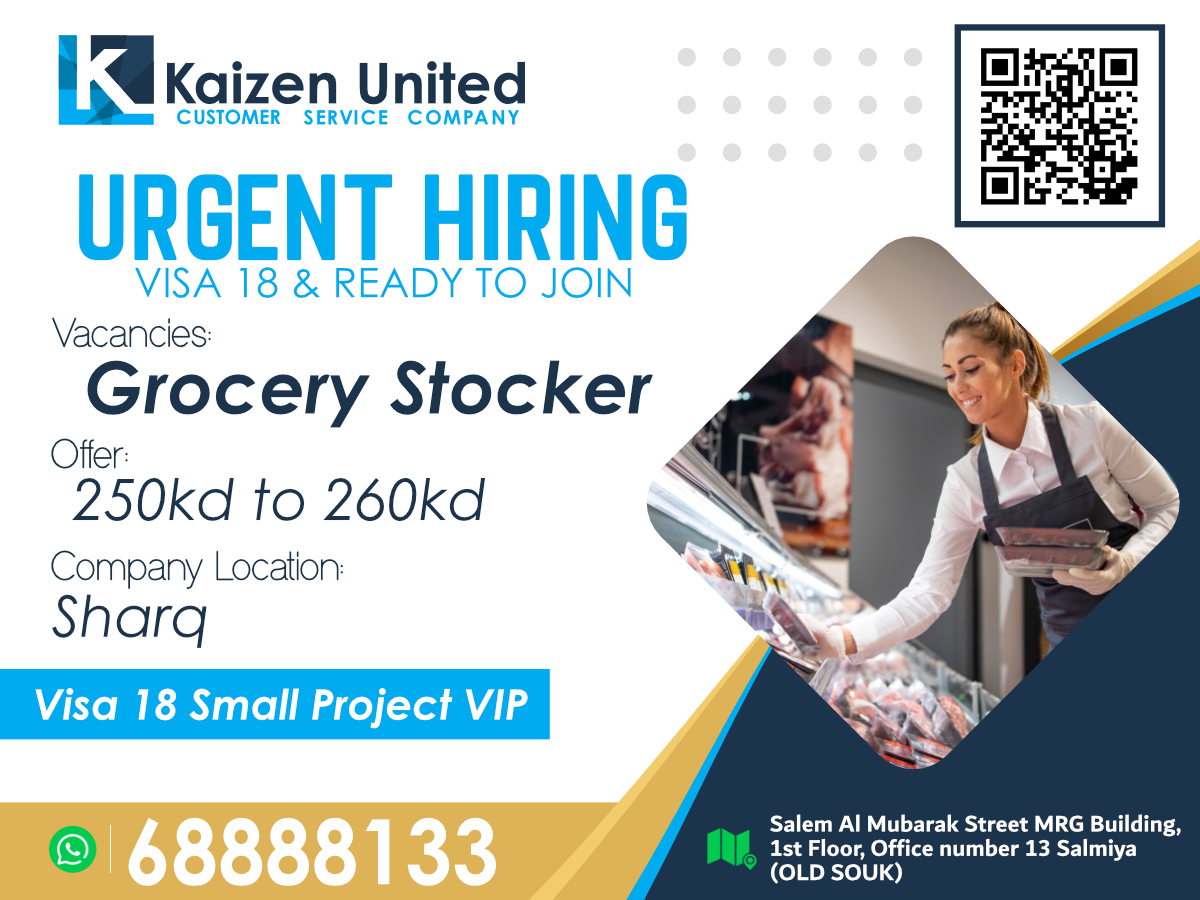 K
Kaizen United
CUSTOMER SERVICE COMPANY
URGENT HIRING
VISA 18 & READY TO JOIN
Vacancies:
Grocery Stocker
Offer:
250kd to 260kd
Company Location:
Sharq
Visa 18 Small Project VIP
68888133
Salem Al Mubarak Street MRG Building,
1st Floor, Office number 13 Salmiya
(OLD SOUK)